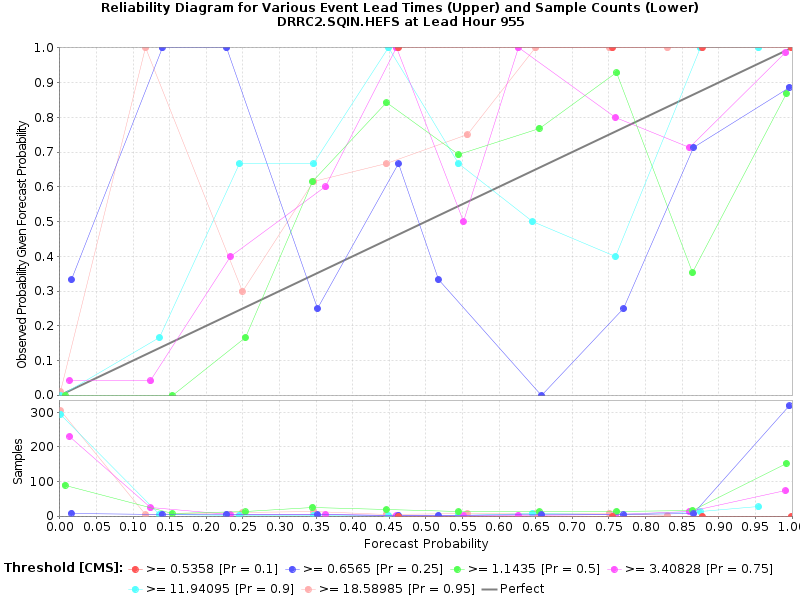 Reliability Diagram for Various Event Lead Times (Upper) and Sample Counts (Lower)
DRRC2.SQIN.HEFS at Lead Hour 955
Observed Probability Given Forecast Probability
1.0
0.9
0.8
0.7
0.6
0.5
0.4
0.3
0.2
0.1
0.0
Samples
300
200
100
0
0.00 0.05 0.10 0.15 0.20 0.25 0.30 0.35 0.40 0.45 0.50 0.55 0.60 0.65 0.70 0.75 0.80 0.85 0.90 0.95 1.0
Forecast Probability
Threshold [CMS]: >= 0.5358 [Pr = 0.1] >= 0.6565 [Pr = 0.25] >= 1.1435 [Pr = 0.5] >= 3.40828 [Pr = 0.75]
>= 11.94095 [Pr = 0.9] >= 18.58985 [Pr = 0.95] Perfect